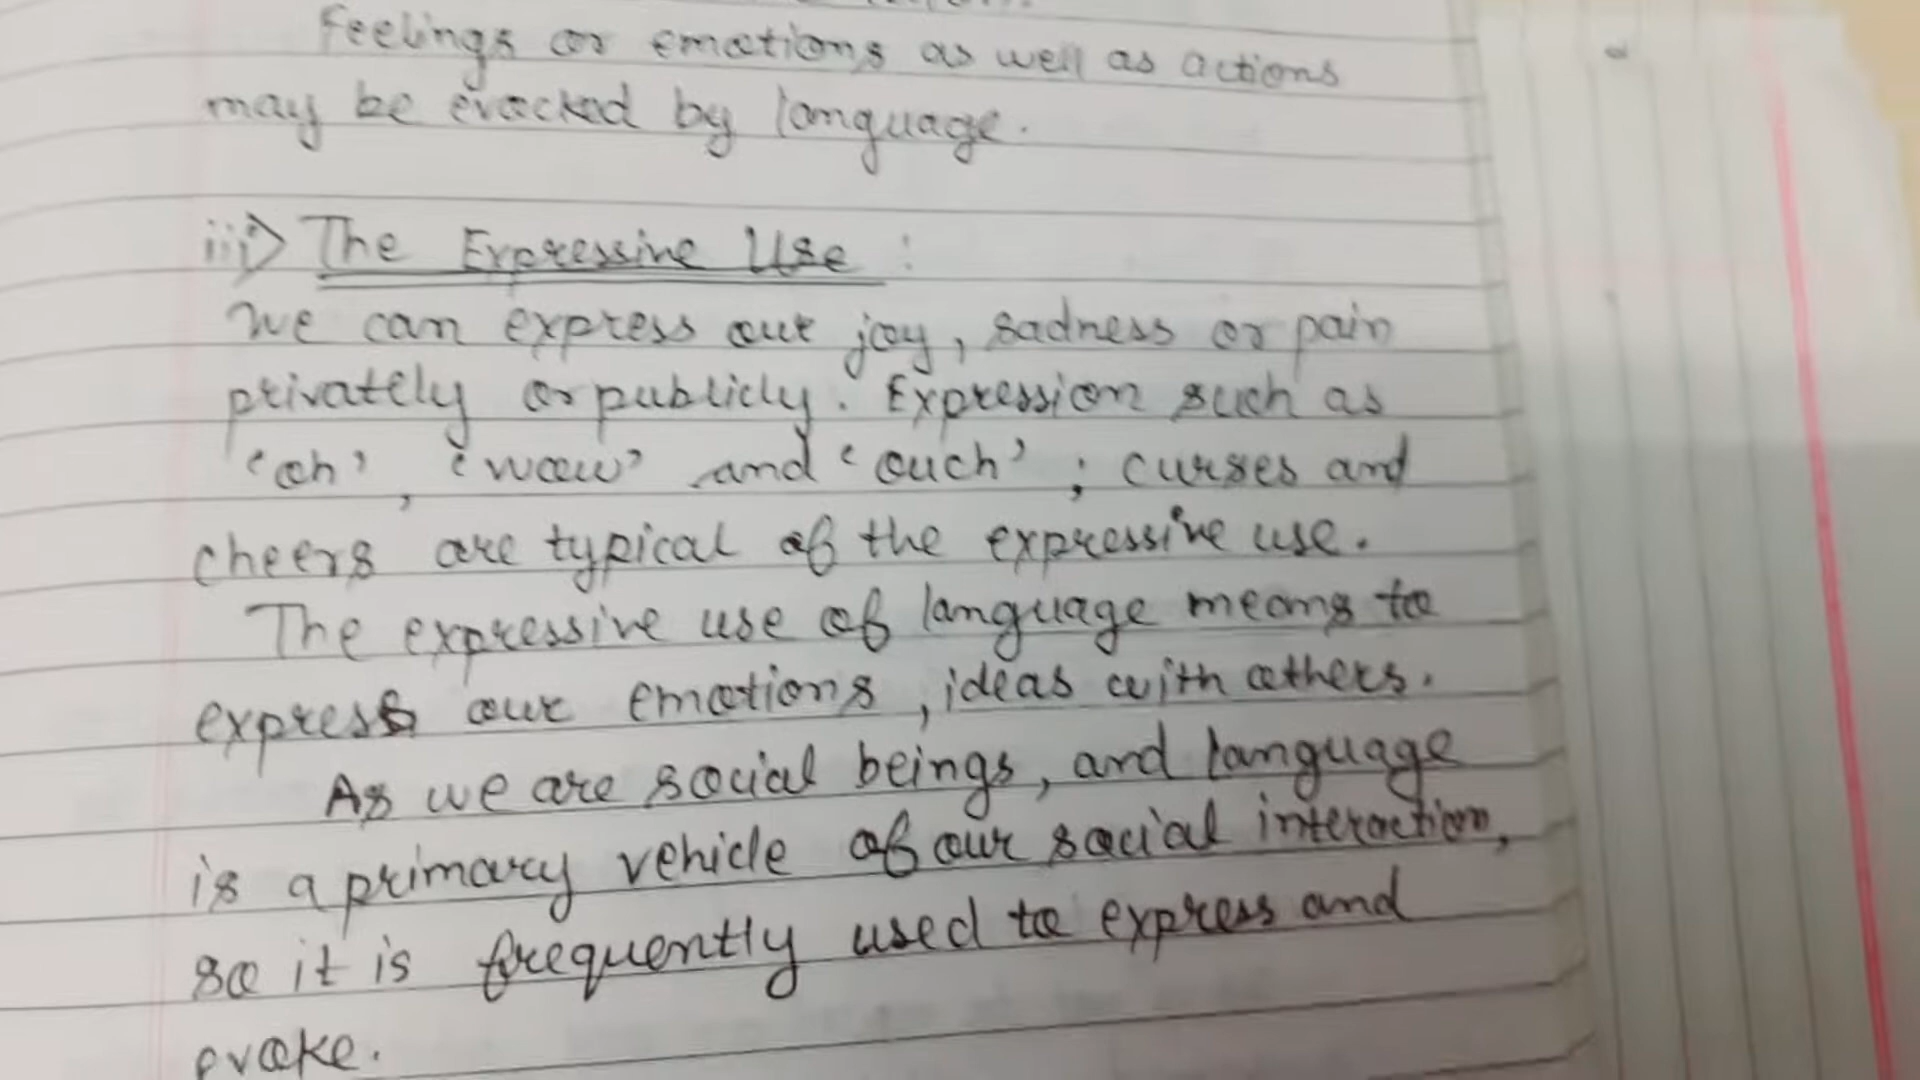 Feelings or emotions as well as actions
may be evocked by language.
iii) The Expressive Use :
We can express our joy, sadness or pain
privately or publicly. Expression such as
'oh', 'wow' and 'ouch' ; curses and
cheers are typical of the expressive use.
The expressive use of language means to
express our emotions, ideas with others.
As we are social beings, and language
is a primary vehicle of our social interaction,
so it is frequently used to express and
evoke.